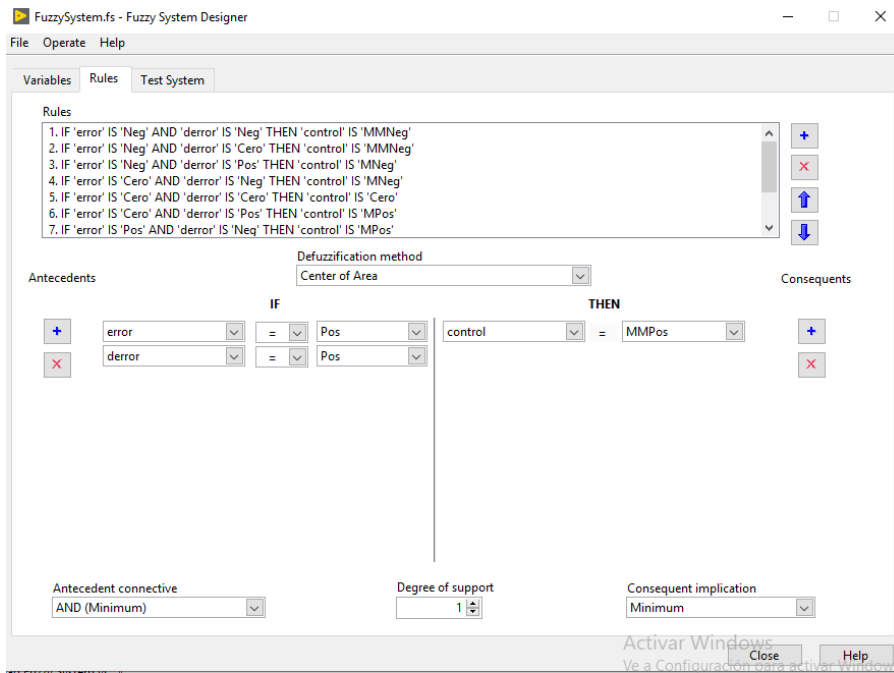 FuzzySystem.fs - Fuzzy System Designer
File Operate Help
Variables Rules Test System
Rules
1. IF 'error' IS 'Neg' AND 'derror' IS 'Neg' THEN 'control' IS 'MMNeg'
2. IF 'error' IS 'Neg' AND 'derror' IS 'Cero' THEN 'control' IS 'MMNeg'
3. IF 'error' IS 'Neg' AND 'derror' IS 'Pos' THEN 'control' IS 'MNeg'
4. IF 'error' IS 'Cero' AND 'derror' IS 'Neg' THEN 'control' IS 'MNeg'
5. IF 'error' IS 'Cero' AND 'derror' IS 'Cero' THEN 'control' IS 'Cero'
6. IF 'error' IS 'Cero' AND 'derror' IS 'Pos' THEN 'control' IS 'MPos'
7. IF 'error' IS 'Pos' AND 'derror' IS 'Neg' THEN 'control' IS 'MPos'
Defuzzification method
Center of Area
Antecedents
Consequents
IF THEN
error = Pos control = MMPos
derror = Pos
Antecedent connective Degree of support Consequent implication
AND (Minimum) 1 Minimum
Activar Windows
Close Help
Ve a Configuración para activar Window